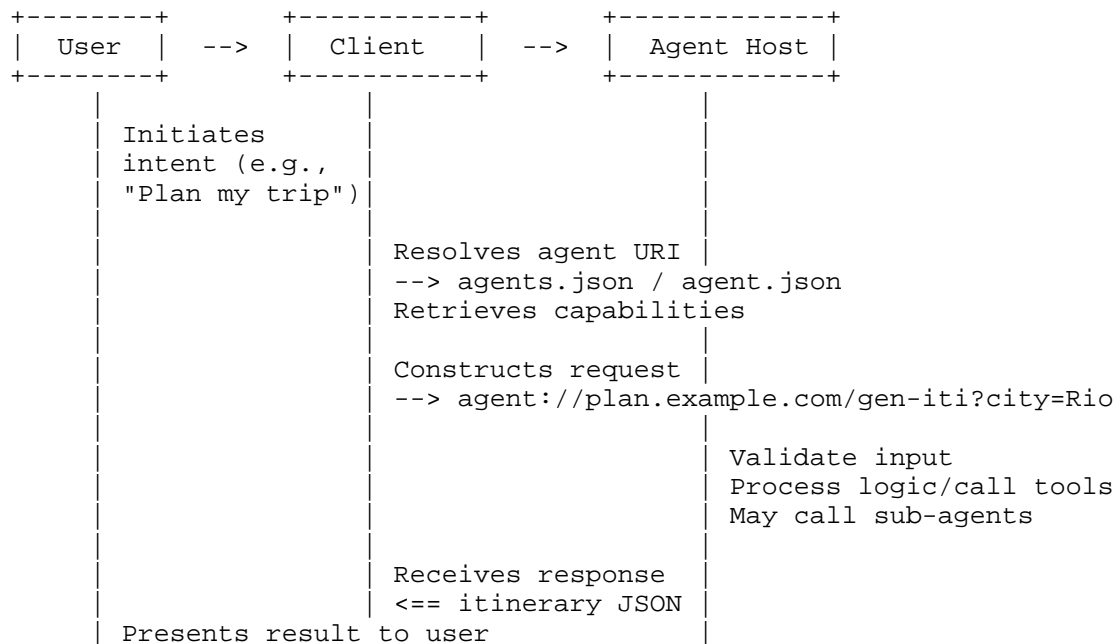 User --> Client --> Agent Host
Initiates
intent (e.g.,
"Plan my trip")
Resolves agent URI
--> agents.json / agent.json
Retrieves capabilities
Constructs request
--> agent://plan.example.com/gen-iti?city=Rio
Validate input
Process logic/call tools
May call sub-agents
Receives response
<== itinerary JSON
Presents result to user